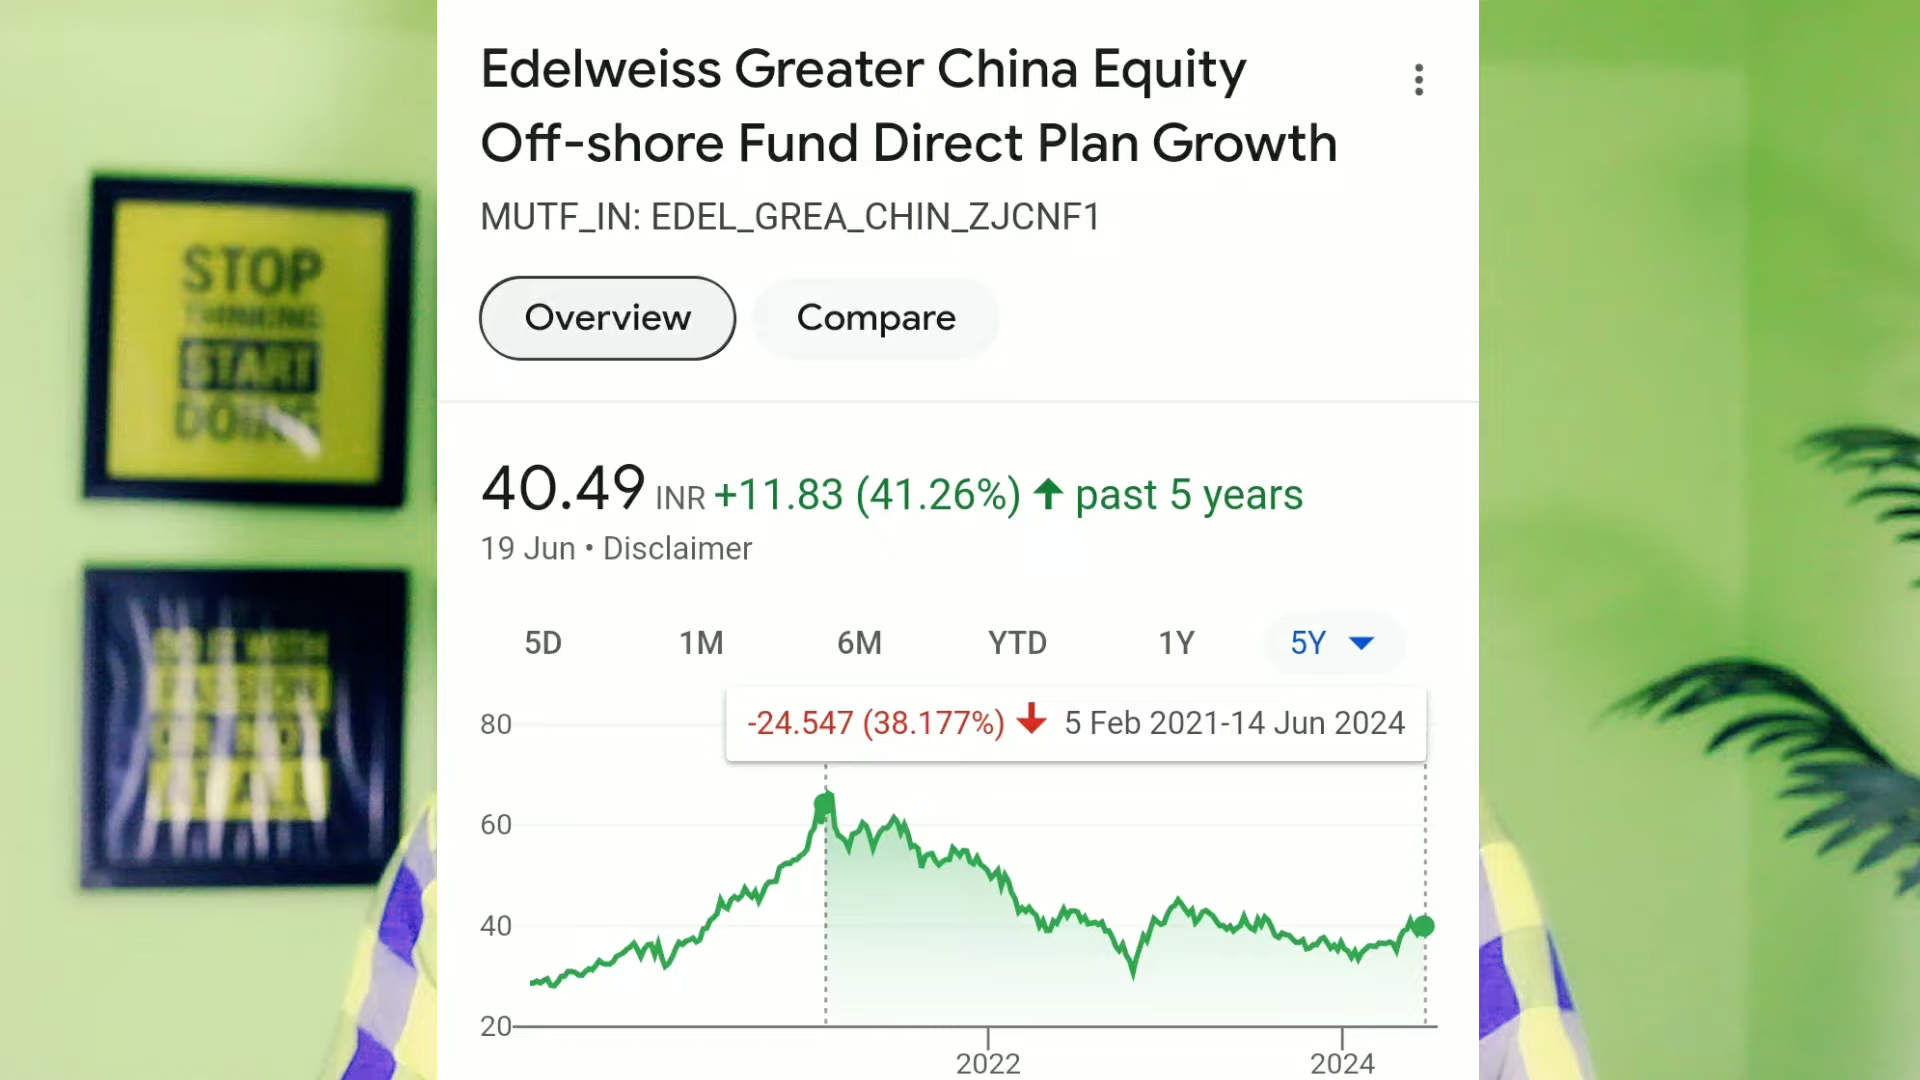 Edelweiss Greater China Equity
Off-shore Fund Direct Plan Growth
MUTF_IN: EDEL_GREA_CHIN_ZJCNF1
Overview
Compare
40.49 INR +11.83 (41.26%) ↑ past 5 years
19 Jun • Disclaimer
5D 1M 6M YTD 1Y 5Y
-24.547 (38.177%) ↓ 5 Feb 2021-14 Jun 2024
80
60
40
20
2022 2024
STOP
THINKING
START
DOING